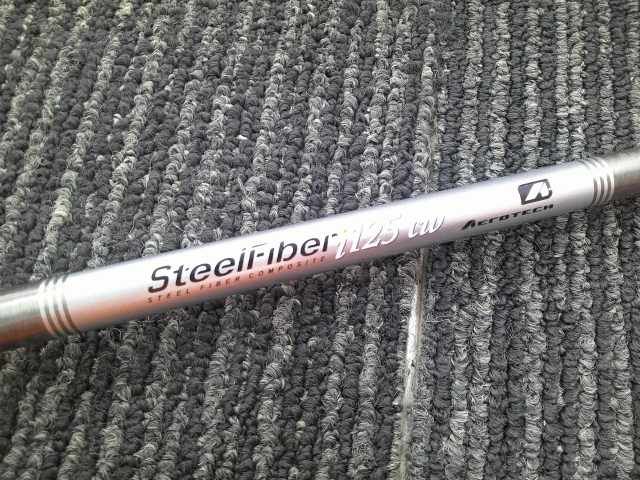 SteelFiber i125 cw
STEEL FIBER COMPOSITE
AEROTECH